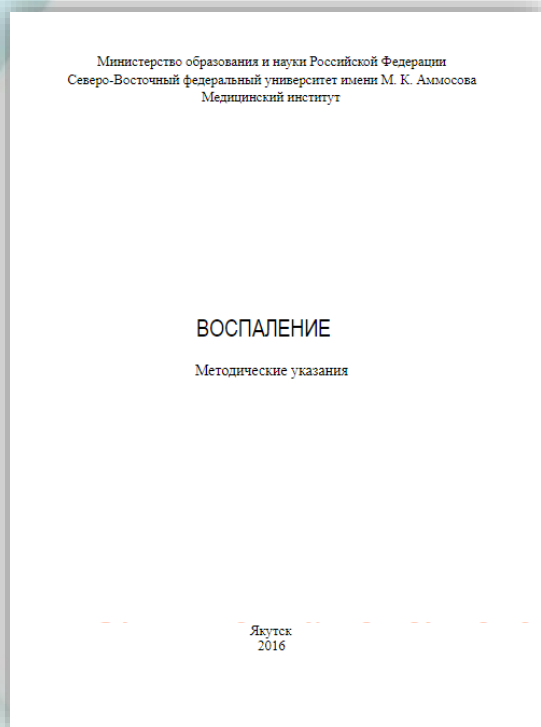 Министерство образования и науки Российской Федерации
Северо-Восточный федеральный университет имени М. К. Аммосова
Медицинский институт
ВОСПАЛЕНИЕ
Методические указания
Якутск
2016